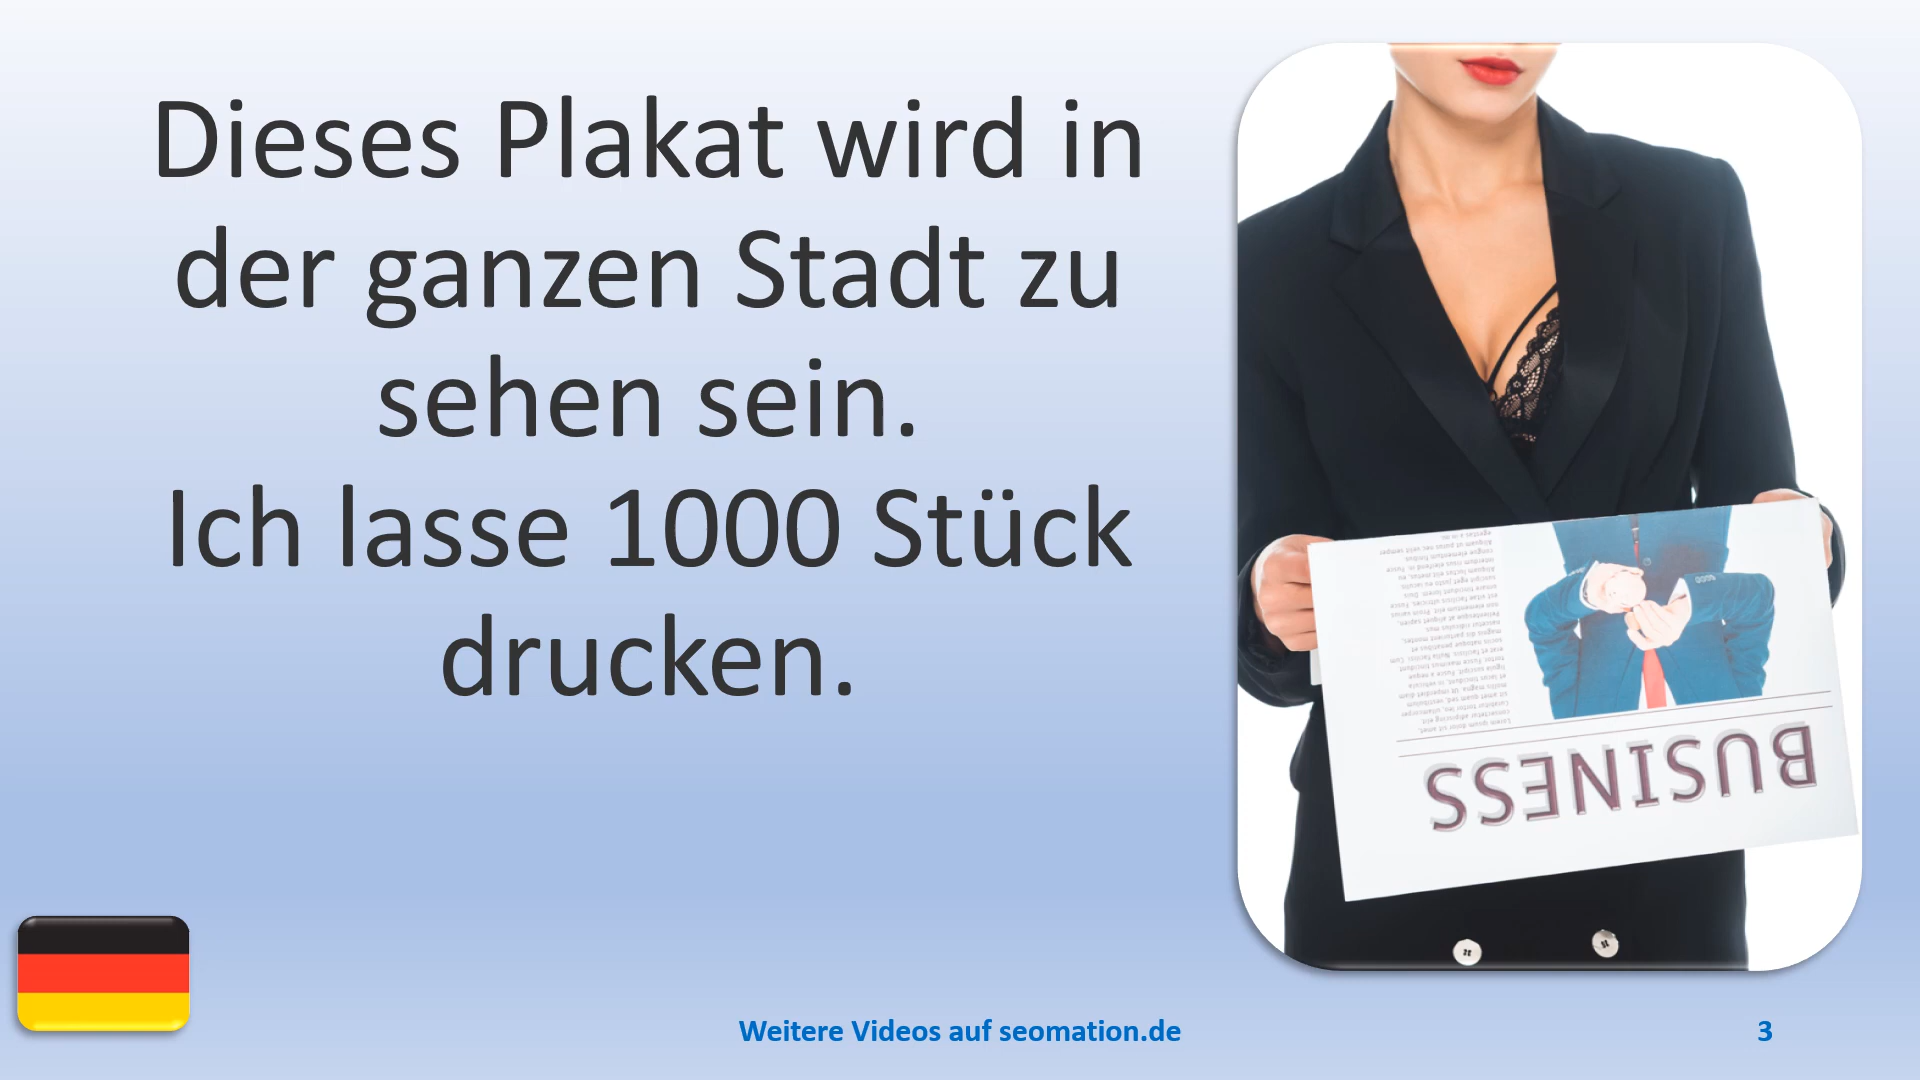 Dieses Plakat wird in
der ganzen Stadt zu
sehen sein.
Ich lasse 1000 Stück
drucken.
BUSINESS
Weitere Videos auf seomation.de
3